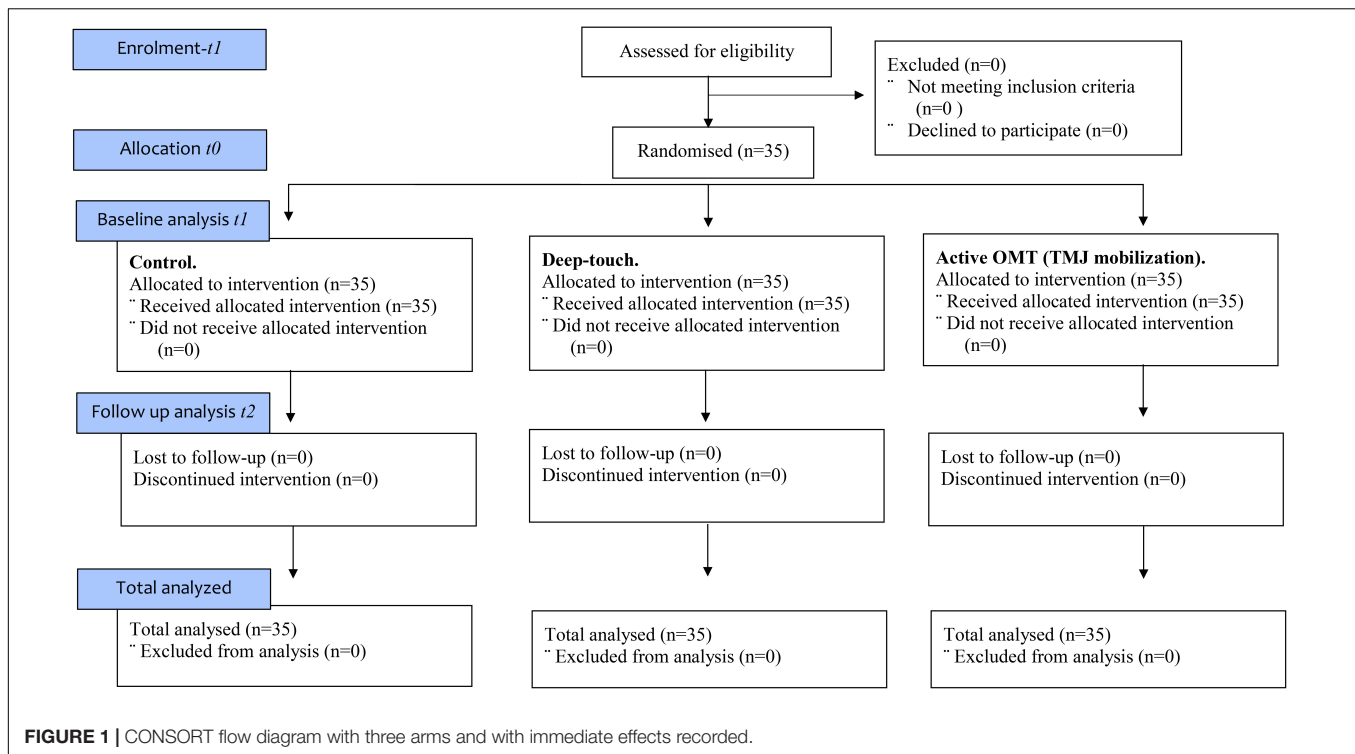 Enrolment-t1
Assessed for eligibility
Excluded (n=0)
¨ Not meeting inclusion criteria
(n=0 )
¨ Declined to participate (n=0)
Allocation t0
Randomised (n=35)
Baseline analysis t1
Control.
Allocated to intervention (n=35)
¨ Received allocated intervention (n=35)
¨ Did not receive allocated intervention
(n=0)
Deep-touch.
Allocated to intervention (n=35)
¨ Received allocated intervention (n=35)
¨ Did not receive allocated intervention
(n=0)
Active OMT (TMJ mobilization).
Allocated to intervention (n=35)
¨ Received allocated intervention (n=35)
¨ Did not receive allocated intervention
(n=0)
Follow up analysis t2
Lost to follow-up (n=0)
Discontinued intervention (n=0)
Lost to follow-up (n=0)
Discontinued intervention (n=0)
Lost to follow-up (n=0)
Discontinued intervention (n=0)
Total analyzed
Total analysed (n=35)
¨ Excluded from analysis (n=0)
Total analysed (n=35)
¨ Excluded from analysis (n=0)
Total analysed (n=35)
¨ Excluded from analysis (n=0)
FIGURE 1 | CONSORT flow diagram with three arms and with immediate effects recorded.